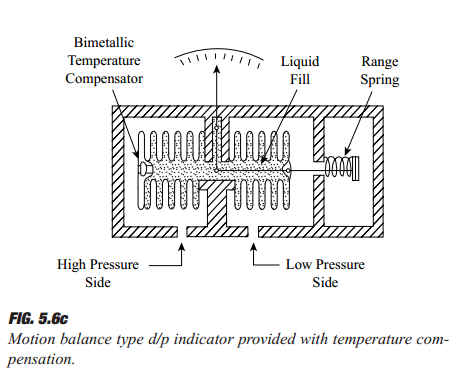 Bimetallic
Temperature
Compensator
Liquid
Fill
Range
Spring
High Pressure
Side
Low Pressure
Side
FIG. 5.6c
Motion balance type d/p indicator provided with temperature com-
pensation.